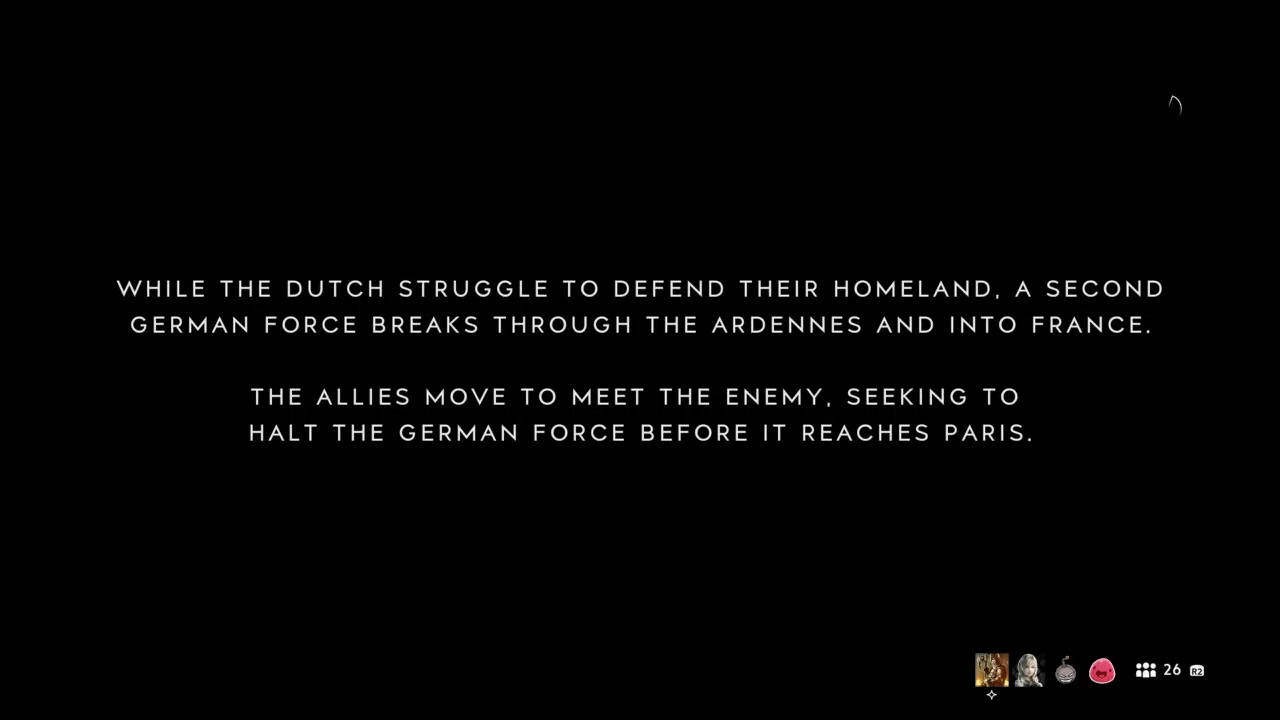 WHILE THE DUTCH STRUGGLE TO DEFEND THEIR HOMELAND, A SECOND
GERMAN FORCE BREAKS THROUGH THE ARDENNES AND INTO FRANCE.
THE ALLIES MOVE TO MEET THE ENEMY, SEEKING TO
HALT THE GERMAN FORCE BEFORE IT REACHES PARIS.
26 R2